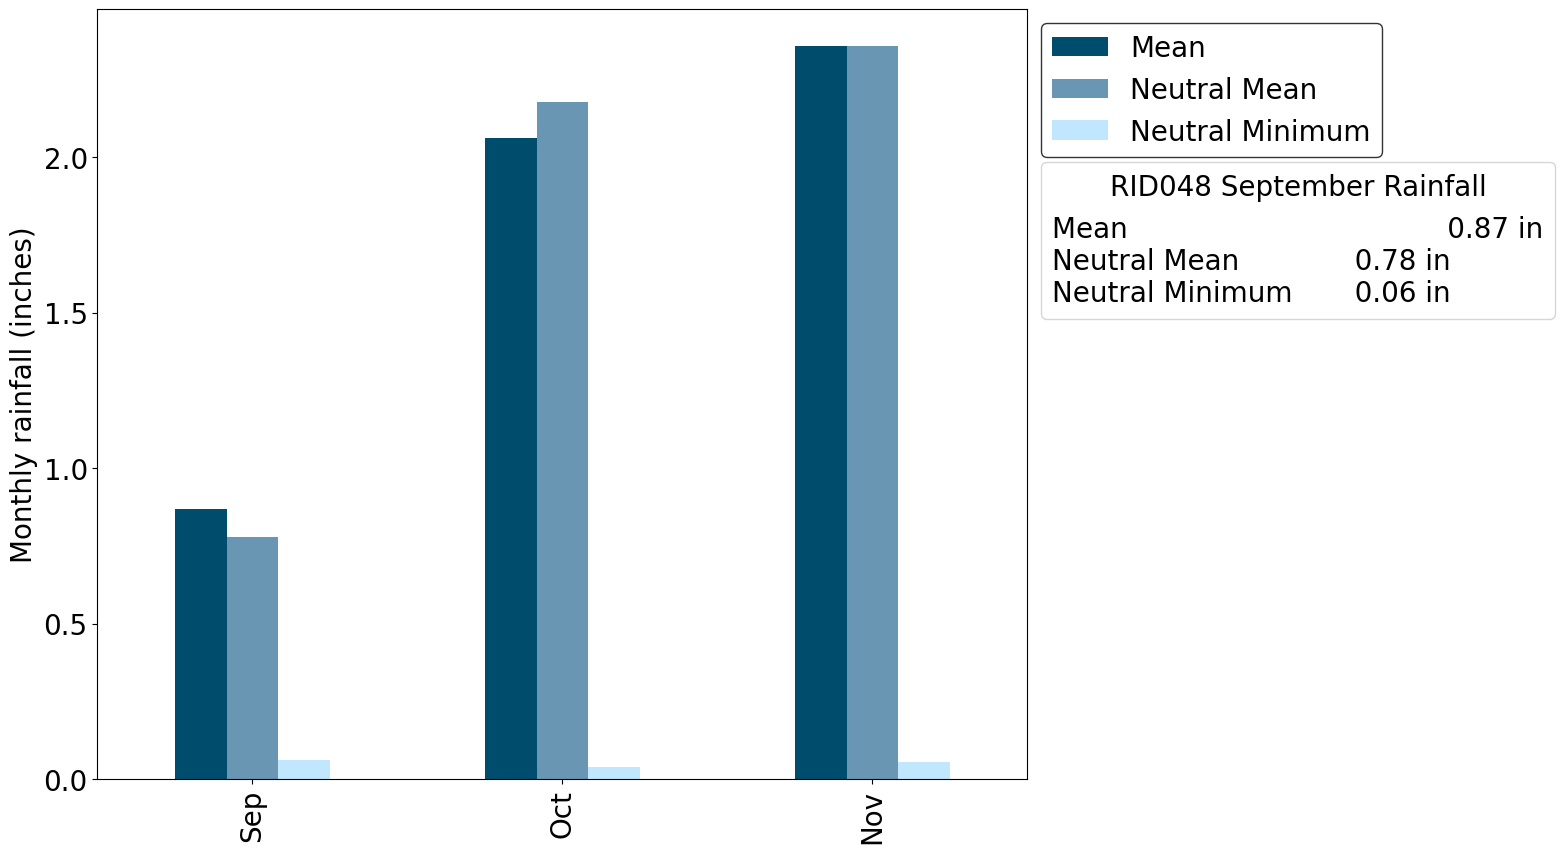 Mean
Neutral Mean
Neutral Minimum
RID048 September Rainfall
Mean 0.87 in
Neutral Mean 0.78 in
Neutral Minimum 0.06 in
Monthly rainfall (inches)
2.0
1.5
1.0
0.5
0.0
Sep
Oct
Nov